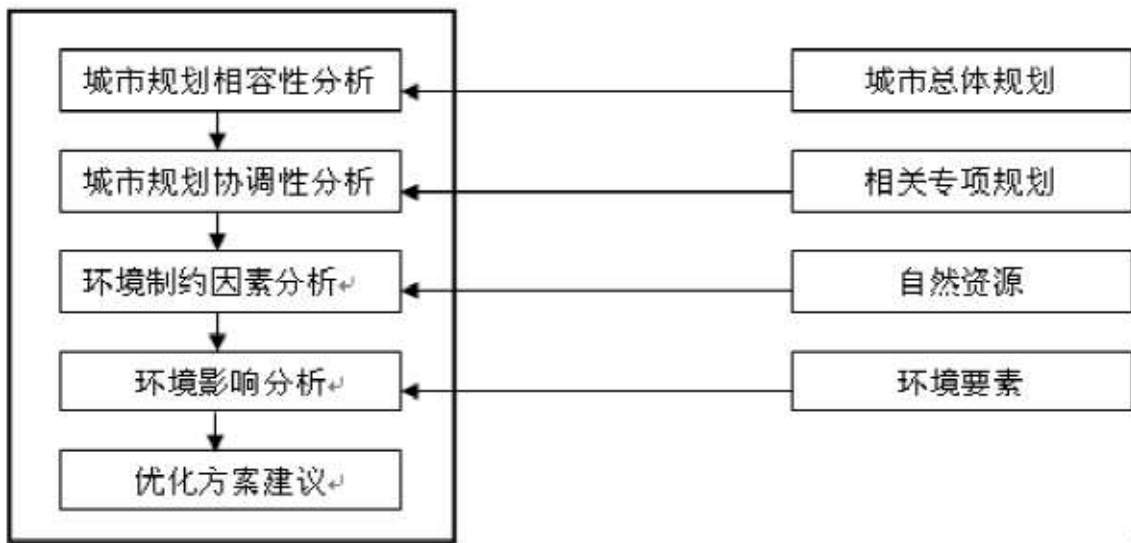 城市规划相容性分析
城市总体规划
城市规划协调性分析
相关专项规划
环境制约因素分析
自然资源
环境影响分析
环境要素
优化方案建议